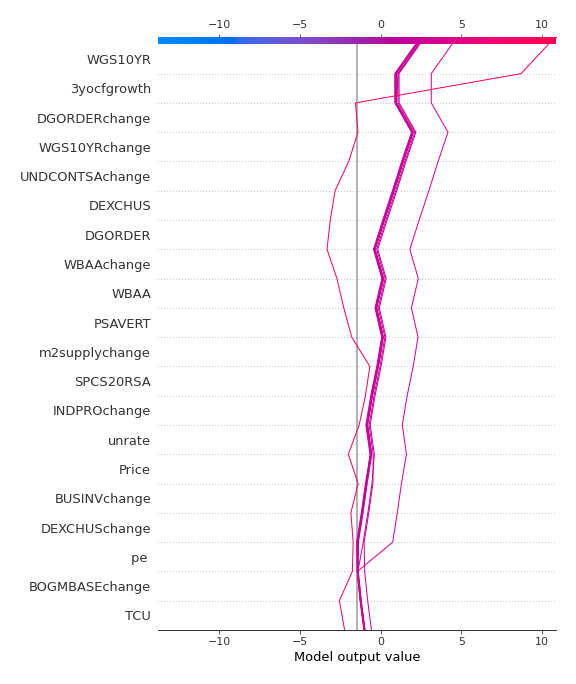 −10 −5 0 5 10
WGS10YR
3yocfgrowth
DGORDERchange
WGS10YRchange
UNDCONTSAchange
DEXCHUS
DGORDER
WBAAchange
WBAA
PSAVERT
m2supplychange
SPCS20RSA
INDPROchange
unrate
Price
BUSINVchange
DEXCHUSchange
pe
BOGMBASEchange
TCU
−10 −5 0 5 10
Model output value